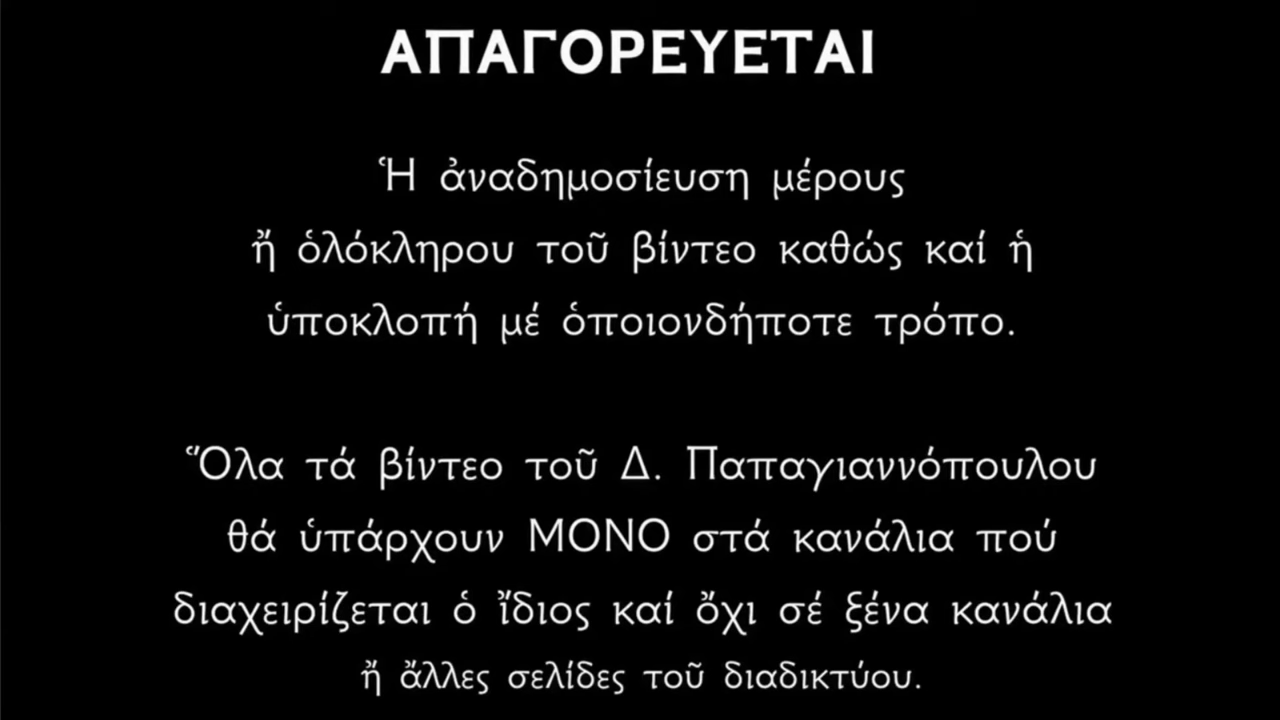 ΑΠΑΓΟΡΕΥΕΤΑΙ
Ἡ ἀναδημοσίευση μέρους
ἤ ὁλόκληρου τοῦ βίντεο καθώς καί ἡ
ὑποκλοπή μέ ὁποιονδήποτε τρόπο.
Ὅλα τά βίντεο τοῦ Δ. Παπαγιαννόπουλου
θά ὑπάρχουν ΜΟΝΟ στά κανάλια πού
διαχειρίζεται ὁ ἴδιος καί ὄχι σέ ξένα κανάλια
ἤ ἄλλες σελίδες τοῦ διαδικτύου.